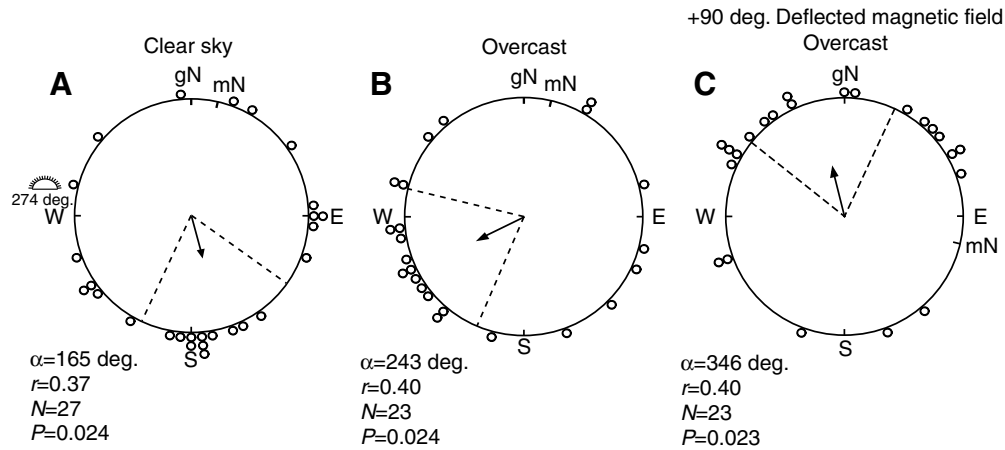 +90 deg. Deflected magnetic field
Clear sky
Overcast
Overcast
A
gN
mN
274 deg.
W
E
S
α=165 deg.
r=0.37
N=27
P=0.024
B
gN
mN
W
E
S
α=243 deg.
r=0.40
N=23
P=0.024
C
gN
W
E
mN
S
α=346 deg.
r=0.40
N=23
P=0.023